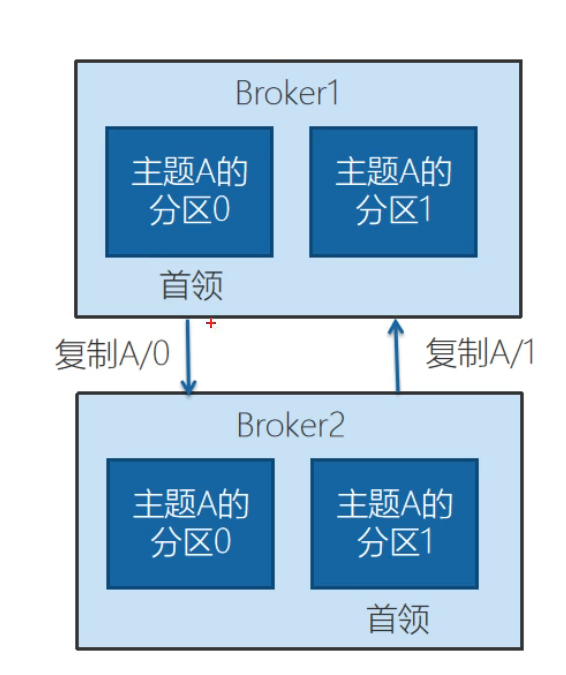 Broker1
主题A的
分区0
主题A的
分区1
首领
复制A/0
复制A/1
Broker2
主题A的
分区0
主题A的
分区1
首领